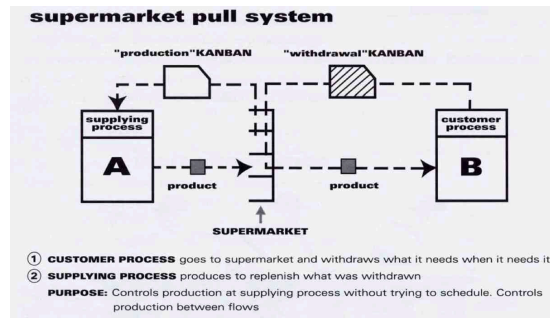 supermarket pull system
"production"KANBAN
"withdrawal"KANBAN
supplying
process
A
product
SUPERMARKET
product
customer
process
B
1 CUSTOMER PROCESS goes to supermarket and withdraws what it needs when it needs it
2 SUPPLYING PROCESS produces to replenish what was withdrawn
PURPOSE: Controls production at supplying process without trying to schedule. Controls
production between flows